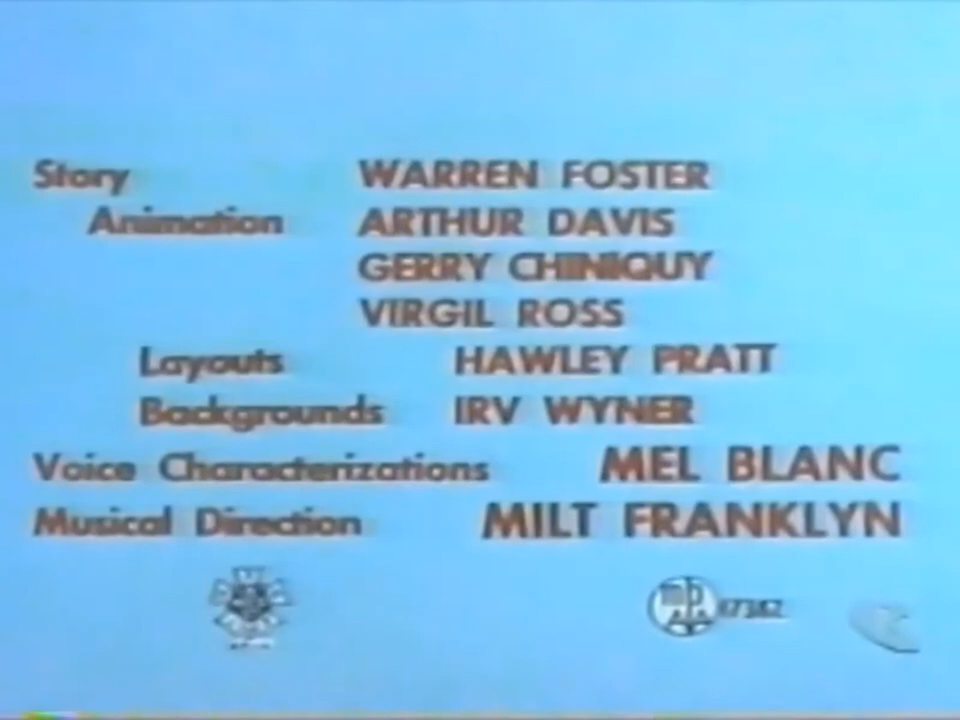 Story WARREN FOSTER
Animation ARTHUR DAVIS
GERRY CHINIQUY
VIRGIL ROSS
Layouts HAWLEY PRATT
Backgrounds IRV WYNER
Voice Characterizations MEL BLANC
Musical Direction MILT FRANKLYN